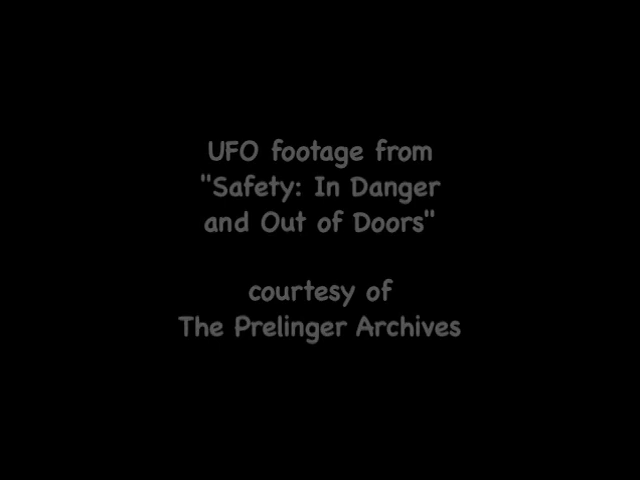 UFO footage from
"Safety: In Danger
and Out of Doors"
courtesy of
The Prelinger Archives